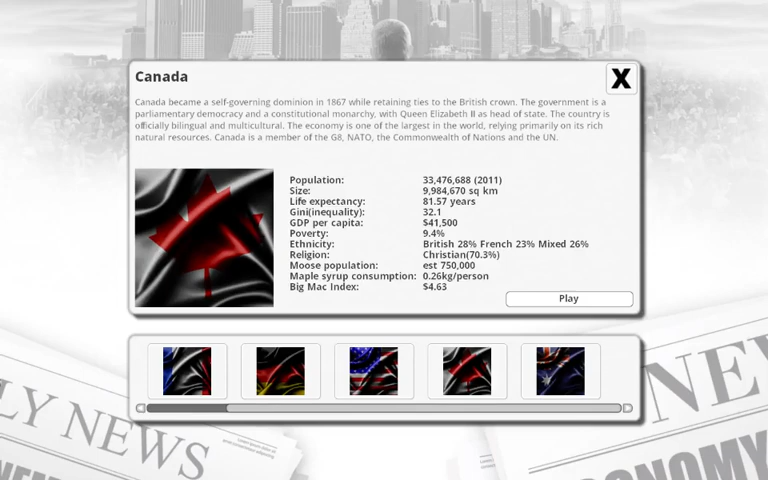 Canada
X
Canada became a self-governing dominion in 1867 while retaining ties to the British crown. The government is a
parliamentary democracy and a constitutional monarchy, with Queen Elizabeth II as head of state. The country is
officially bilingual and multicultural. The economy is one of the largest in the world, relying primarily on its rich
natural resources. Canada is a member of the G8, NATO, the Commonwealth of Nations and the UN.
Population: 33,476,688 (2011)
Size: 9,984,670 sq km
Life expectancy: 81.57 years
Gini(inequality): 32.1
GDP per capita: $41,500
Poverty: 9.4%
Ethnicity: British 28% French 23% Mixed 26%
Religion: Christian(70.3%)
Moose population: est 750,000
Maple syrup consumption: 0.26kg/person
Big Mac Index: $4.63
Play
LY NEWS
NEW
ONOMY